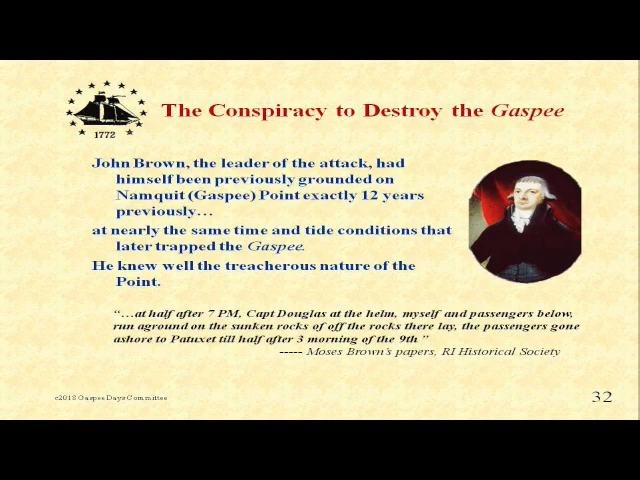 The Conspiracy to Destroy the Gaspee
1772
John Brown, the leader of the attack, had
himself been previously grounded on
Namquit (Gaspee) Point exactly 12 years
previously…
at nearly the same time and tide conditions that
later trapped the Gaspee.
He knew well the treacherous nature of the
Point.
“…at half after 7 PM, Capt Douglas at the helm, myself and passengers below,
run aground on the sunken rocks of off the rocks there lay, the passengers gone
ashore to Patuxet till half after 3 morning of the 9th ”
----- Moses Brown's papers, RI Historical Society
c2018 Gaspee Days Committee
32